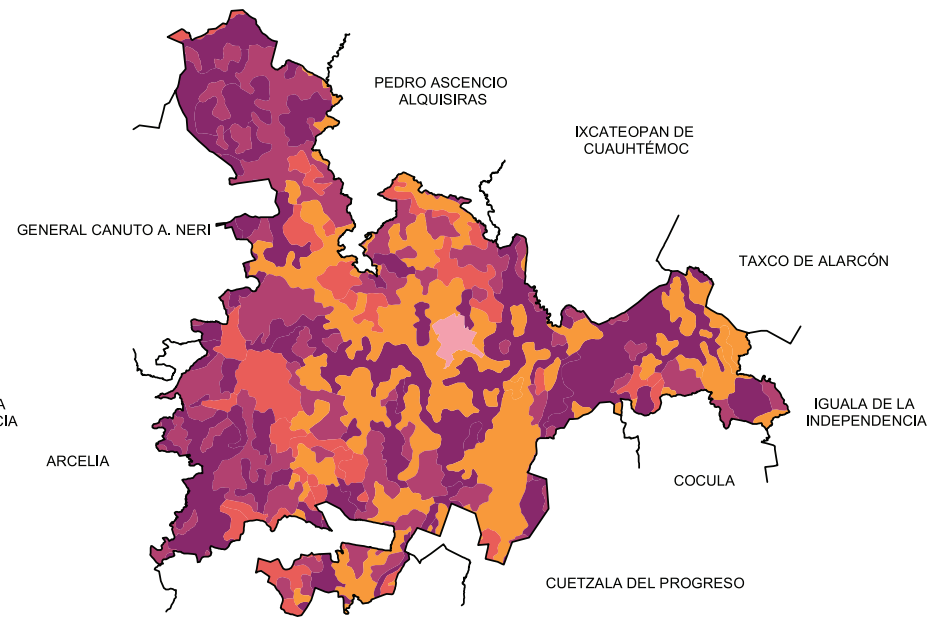 PEDRO ASCENCIO
ALQUISIRAS
IXCATEOPAN DE
CUAUHTÉMOC
GENERAL CANUTO A. NERI
TAXCO DE ALARCÓN
IGUALA DE LA
INDEPENDENCIA
ARCELIA
COCULA
CUETZALA DEL PROGRESO